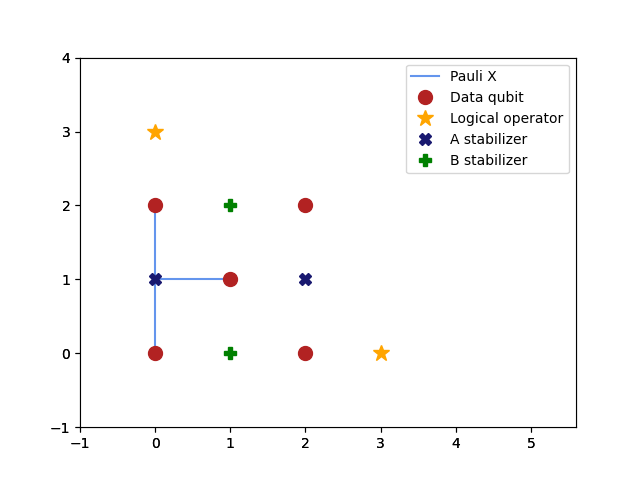 Pauli X
Data qubit
Logical operator
A stabilizer
B stabilizer
4
3
2
1
0
−1
−1 0 1 2 3 4 5